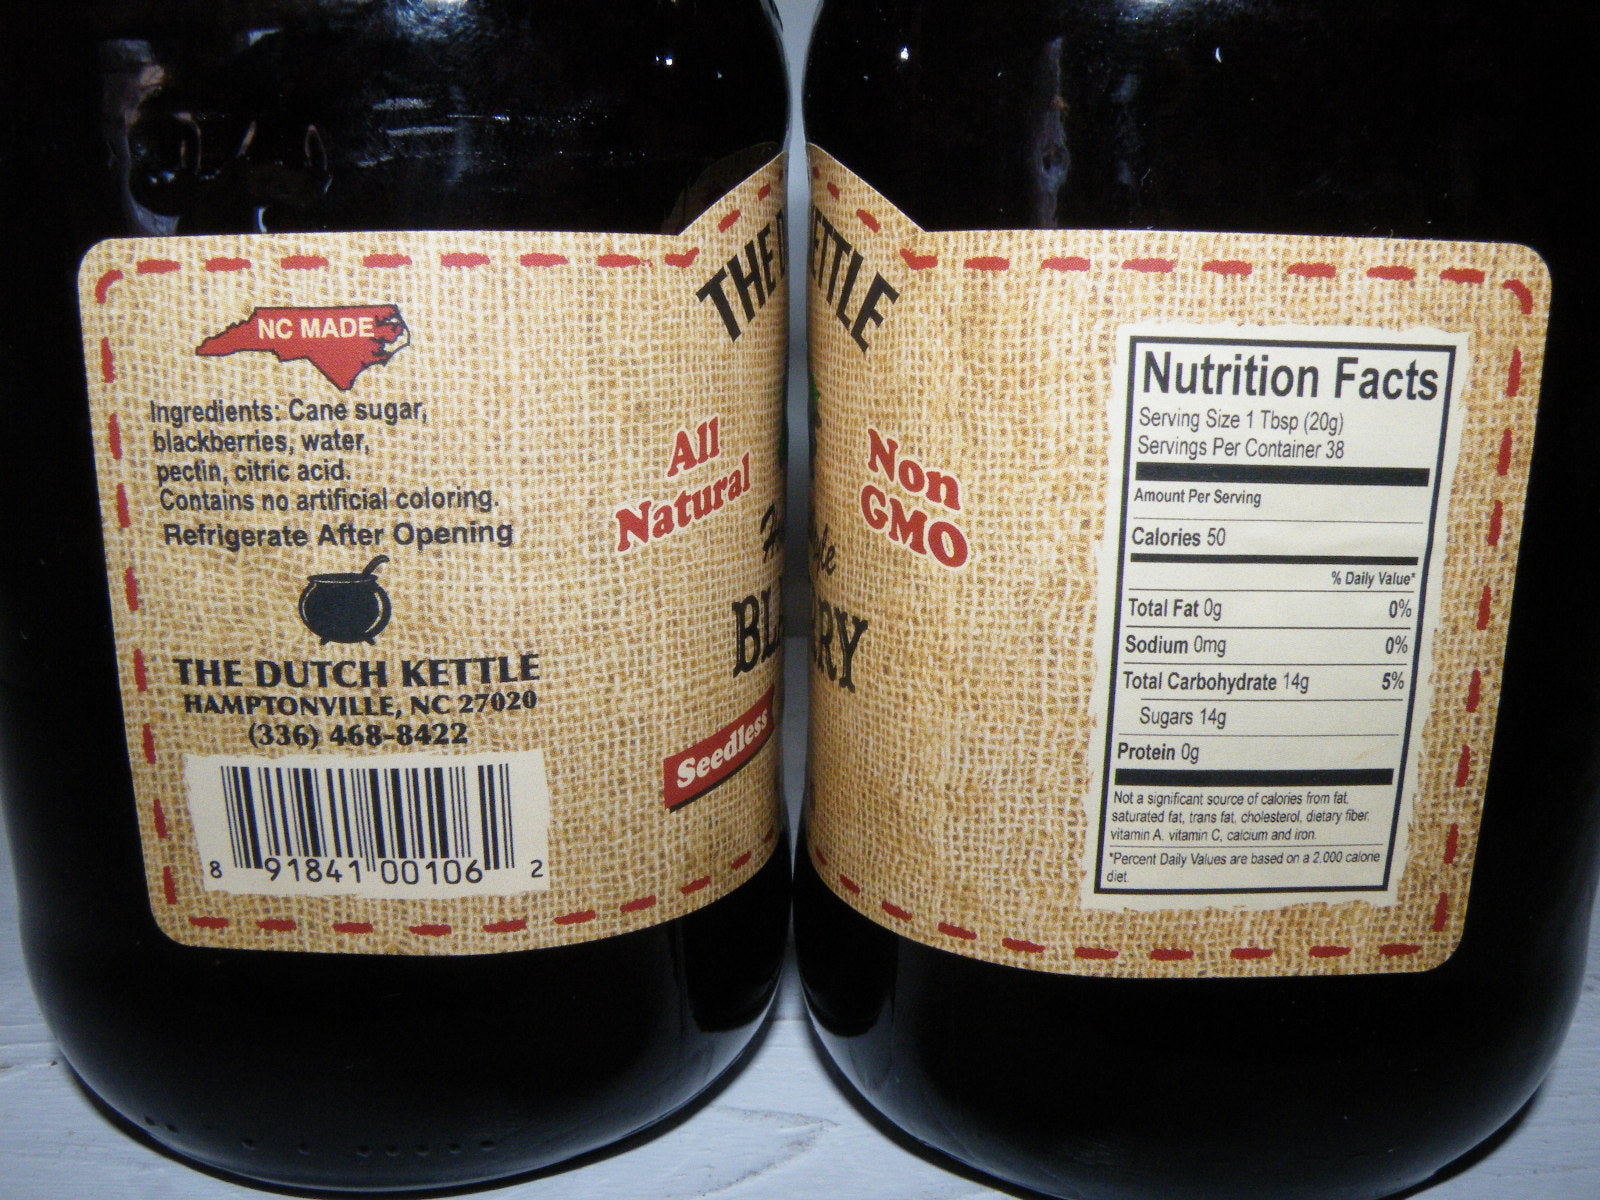 NC MADE
Ingredients: Cane sugar,
blackberries, water,
pectin, citric acid.
Contains no artificial coloring.
Refrigerate After Opening
THE DUTCH KETTLE
HAMPTONVILLE, NC 27020
(336) 468-8422
8 91841 00106 2
THE D
All
Natural
BL
Seedless
ETTLE
Non
GMO
RY
Nutrition Facts
Serving Size 1 Tbsp (20g)
Servings Per Container 38
Amount Per Serving
Calories 50
% Daily Value*
Total Fat 0g 0%
Sodium 0mg 0%
Total Carbohydrate 14g 5%
Sugars 14g
Protein 0g
Not a significant source of calories from fat,
saturated fat, trans fat, cholesterol, dietary fiber,
vitamin A, vitamin C, calcium and iron.
*Percent Daily Values are based on a 2,000 calorie
diet.